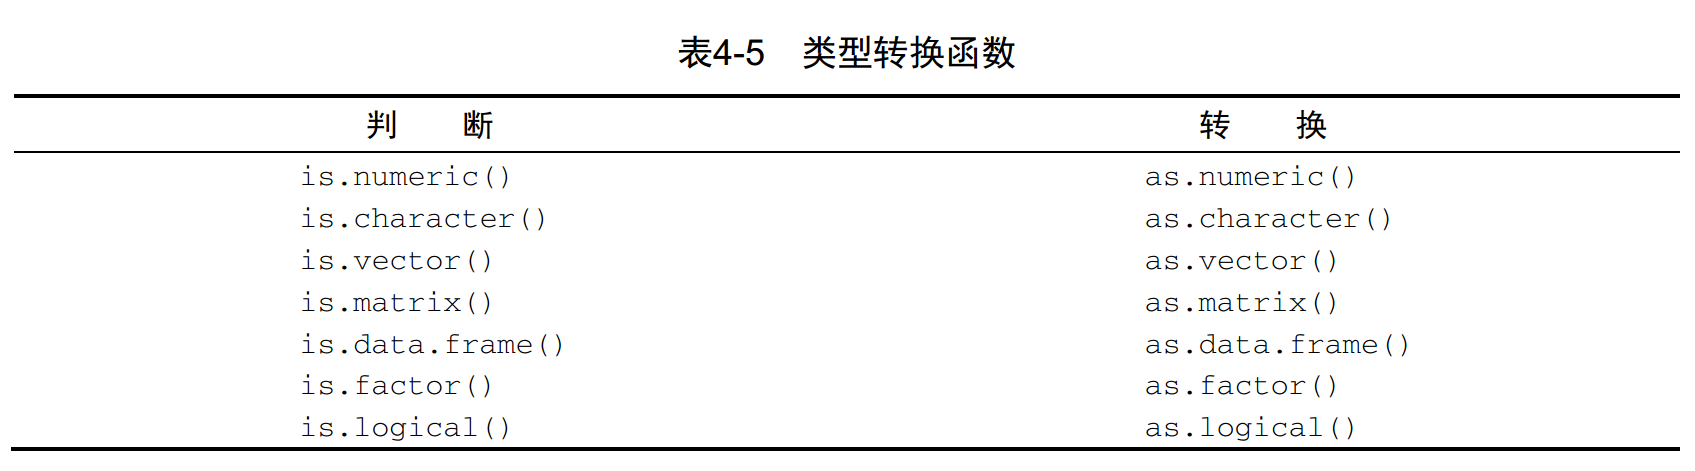 表4-5 类型转换函数
判 断 转 换
is.numeric() as.numeric()
is.character() as.character()
is.vector() as.vector()
is.matrix() as.matrix()
is.data.frame() as.data.frame()
is.factor() as.factor()
is.logical() as.logical()